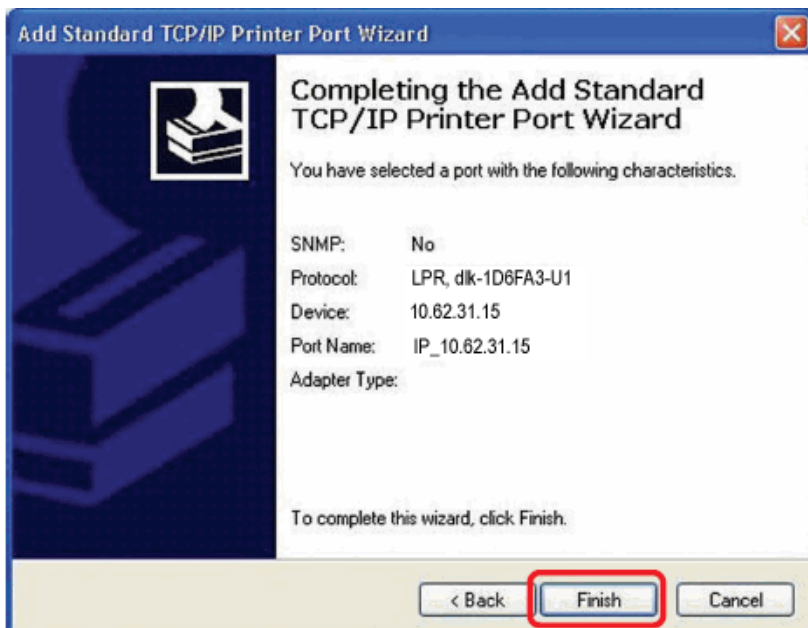 Add Standard TCP/IP Printer Port Wizard
Completing the Add Standard
TCP/IP Printer Port Wizard
You have selected a port with the following characteristics.
SNMP: No
Protocol: LPR, dlk-1D6FA3-U1
Device: 10.62.31.15
Port Name: IP_10.62.31.15
Adapter Type:
To complete this wizard, click Finish.
< Back Finish Cancel